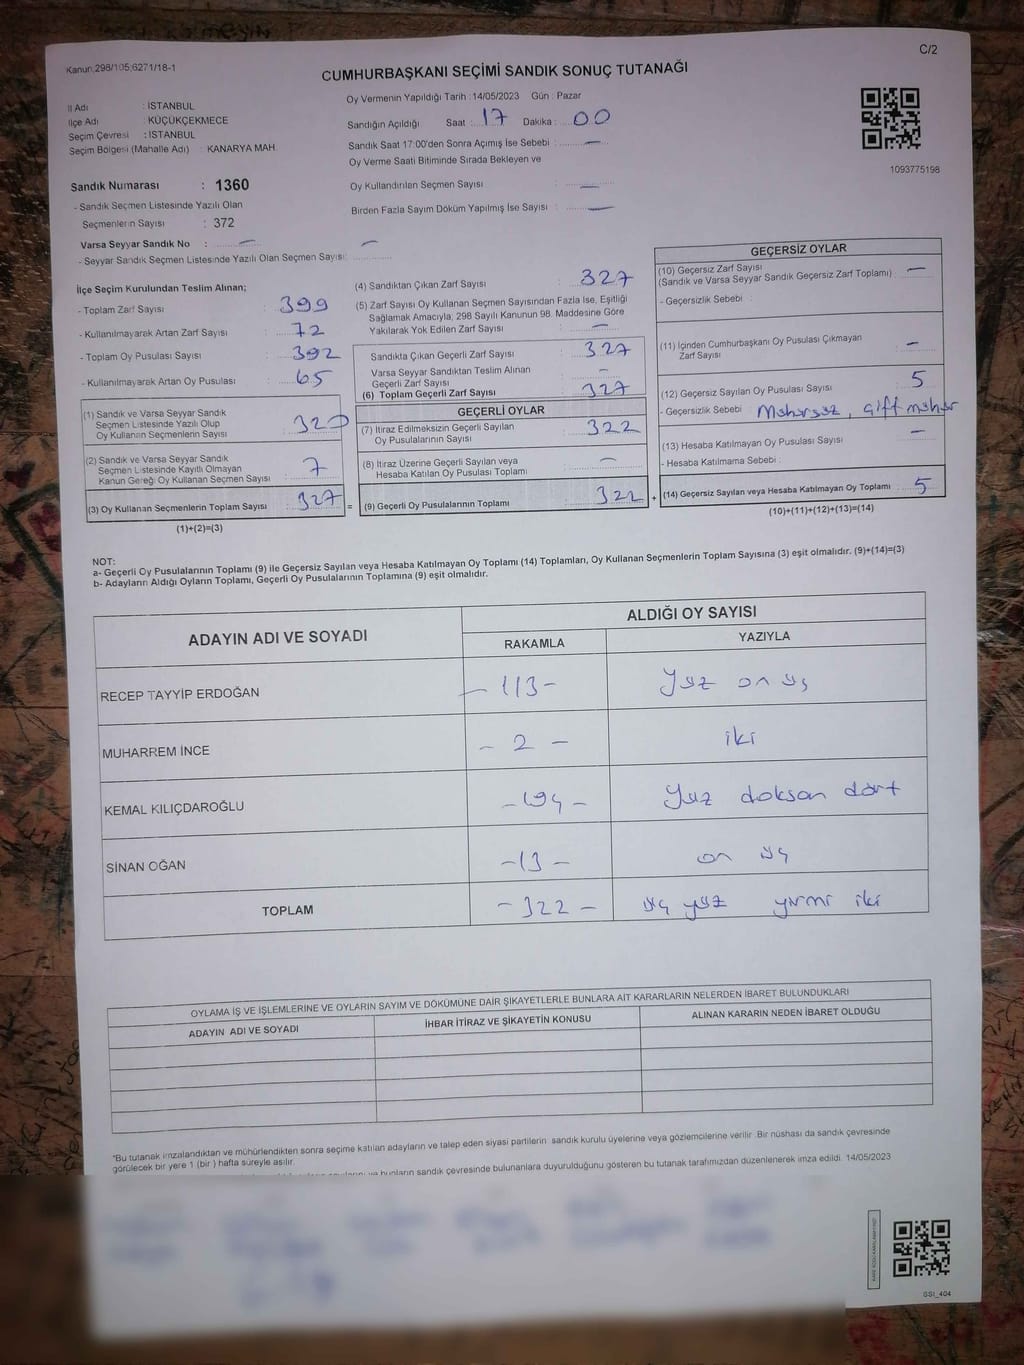 Kanun:298/105;6271/18-1
C/2
CUMHURBAŞKANI SEÇİMİ SANDIK SONUÇ TUTANAĞI
İl Adı : İSTANBUL
İlçe Adı : KÜÇÜKÇEKMECE
Seçim Çevresi : İSTANBUL
Seçim Bölgesi (Mahalle Adı) : KANARYA MAH.
Oy Vermenin Yapıldığı Tarih : 14/05/2023 Gün : Pazar
Sandığın Açıldığı Saat : 17 Dakika : 00
Sandık Saat 17:00'den Sonra Açımış İse Sebebi : —
Oy Verme Saati Bitiminde Sırada Bekleyen ve
Oy Kullandırılan Seçmen Sayısı : —
Birden Fazla Sayım Döküm Yapılmış İse Sayısı : —
1093775198
Sandık Numarası : 1360
- Sandık Seçmen Listesinde Yazılı Olan
Seçmenlerin Sayısı : 372
Varsa Seyyar Sandık No : —
- Seyyar Sandık Seçmen Listesinde Yazılı Olan Seçmen Sayısı: —
İlçe Seçim Kurulundan Teslim Alınan;
- Toplam Zarf Sayısı : 399
- Kullanılmayarak Artan Zarf Sayısı : 72
- Toplam Oy Pusulası Sayısı : 392
- Kullanılmayarak Artan Oy Pusulası : 65
(1) Sandık ve Varsa Seyyar Sandık
Seçmen Listesinde Yazılı Olup
Oy Kullanan Seçmenlerin Sayısı : 320
(2) Sandık ve Varsa Seyyar Sandık
Seçmen Listesinde Kayıtlı Olmayan
Kanun Gereği Oy Kullanan Seçmen Sayısı : 7
(3) Oy Kullanan Seçmenlerin Toplam Sayısı : 327
(1)+(2)=(3)
=
(4) Sandıktan Çıkan Zarf Sayısı : 327
(5) Zarf Sayısı Oy Kullanan Seçmen Sayısından Fazla İse, Eşitliği
Sağlamak Amacıyla, 298 Sayılı Kanunun 98. Maddesine Göre
Yakılarak Yok Edilen Zarf Sayısı : —
Sandıkta Çıkan Geçerli Zarf Sayısı : 327
Varsa Seyyar Sandıktan Teslim Alınan
Geçerli Zarf Sayısı : -
(6) Toplam Geçerli Zarf Sayısı : 327
GEÇERLİ OYLAR
(7) İtiraz Edilmeksizin Geçerli Sayılan
Oy Pusulalarının Sayısı : 322
(8) İtiraz Üzerine Geçerli Sayılan veya
Hesaba Katılan Oy Pusulası Toplamı : —
(9) Geçerli Oy Pusulalarının Toplamı : 322
+
GEÇERSİZ OYLAR
(10) Geçersiz Zarf Sayısı : —
(Sandık ve Varsa Seyyar Sandık Geçersiz Zarf Toplamı)
- Geçersizlik Sebebi :
(11) İçinden Cumhurbaşkanı Oy Pusulası Çıkmayan
Zarf Sayısı : -
(12) Geçersiz Sayılan Oy Pusulası Sayısı : 5
- Geçersizlik Sebebi : Mühürsüz, Çift mühür
(13) Hesaba Katılmayan Oy Pusulası Sayısı : —
- Hesaba Katılmama Sebebi :
(14) Geçersiz Sayılan veya Hesaba Katılmayan Oy Toplamı : 5
(10)+(11)+(12)+(13)=(14)
NOT:
a- Geçerli Oy Pusulalarının Toplamı (9) ile Geçersiz Sayılan veya Hesaba Katılmayan Oy Toplamı (14) Toplamları, Oy Kullanan Seçmenlerin Toplam Sayısına (3) eşit olmalıdır. (9)+(14)=(3)
b- Adayların Aldığı Oyların Toplamı, Geçerli Oy Pusulalarının Toplamına (9) eşit olmalıdır.
ADAYIN ADI VE SOYADI
ALDIĞI OY SAYISI
RAKAMLA YAZIYLA
RECEP TAYYİP ERDOĞAN - 113 - Yüz on üç
MUHARREM İNCE - 2 - iki
KEMAL KILIÇDAROĞLU - 194 - Yüz doksan dört
SİNAN OĞAN - 13 - on üç
TOPLAM - 322 - üç yüz yirmi iki
OYLAMA İŞ VE İŞLEMLERİNE VE OYLARIN SAYIM VE DÖKÜMÜNE DAİR ŞİKAYETLERLE BUNLARA AİT KARARLARIN NELERDEN İBARET BULUNDUKLARI
ADAYIN ADI VE SOYADI İHBAR İTİRAZ VE ŞİKAYETİN KONUSU ALINAN KARARIN NEDEN İBARET OLDUĞU
*Bu tutanak imzalandıktan ve mühürlendikten sonra seçime katılan adayların ve talep eden siyasi partilerin sandık kurulu üyelerine veya gözlemcilerine verilir. Bir nüshası da sandık çevresinde
görülecek bir yere 1 (bir ) hafta süreyle asılır.
bunların sandık çevresinde bulunanlara duyurulduğunu gösteren bu tutanak tarafımızdan düzenlenerek imza edildi. 14/05/2023
SSI_404